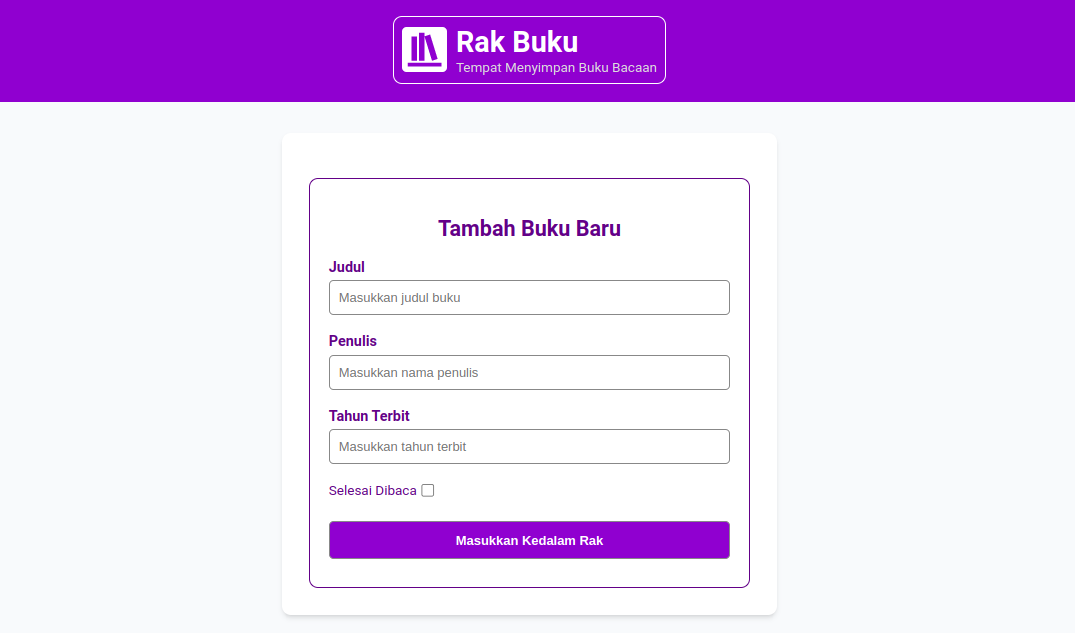 Rak Buku
Tempat Menyimpan Buku Bacaan
Tambah Buku Baru
Judul
Masukkan judul buku
Penulis
Masukkan nama penulis
Tahun Terbit
Masukkan tahun terbit
Selesai Dibaca
Masukkan Kedalam Rak